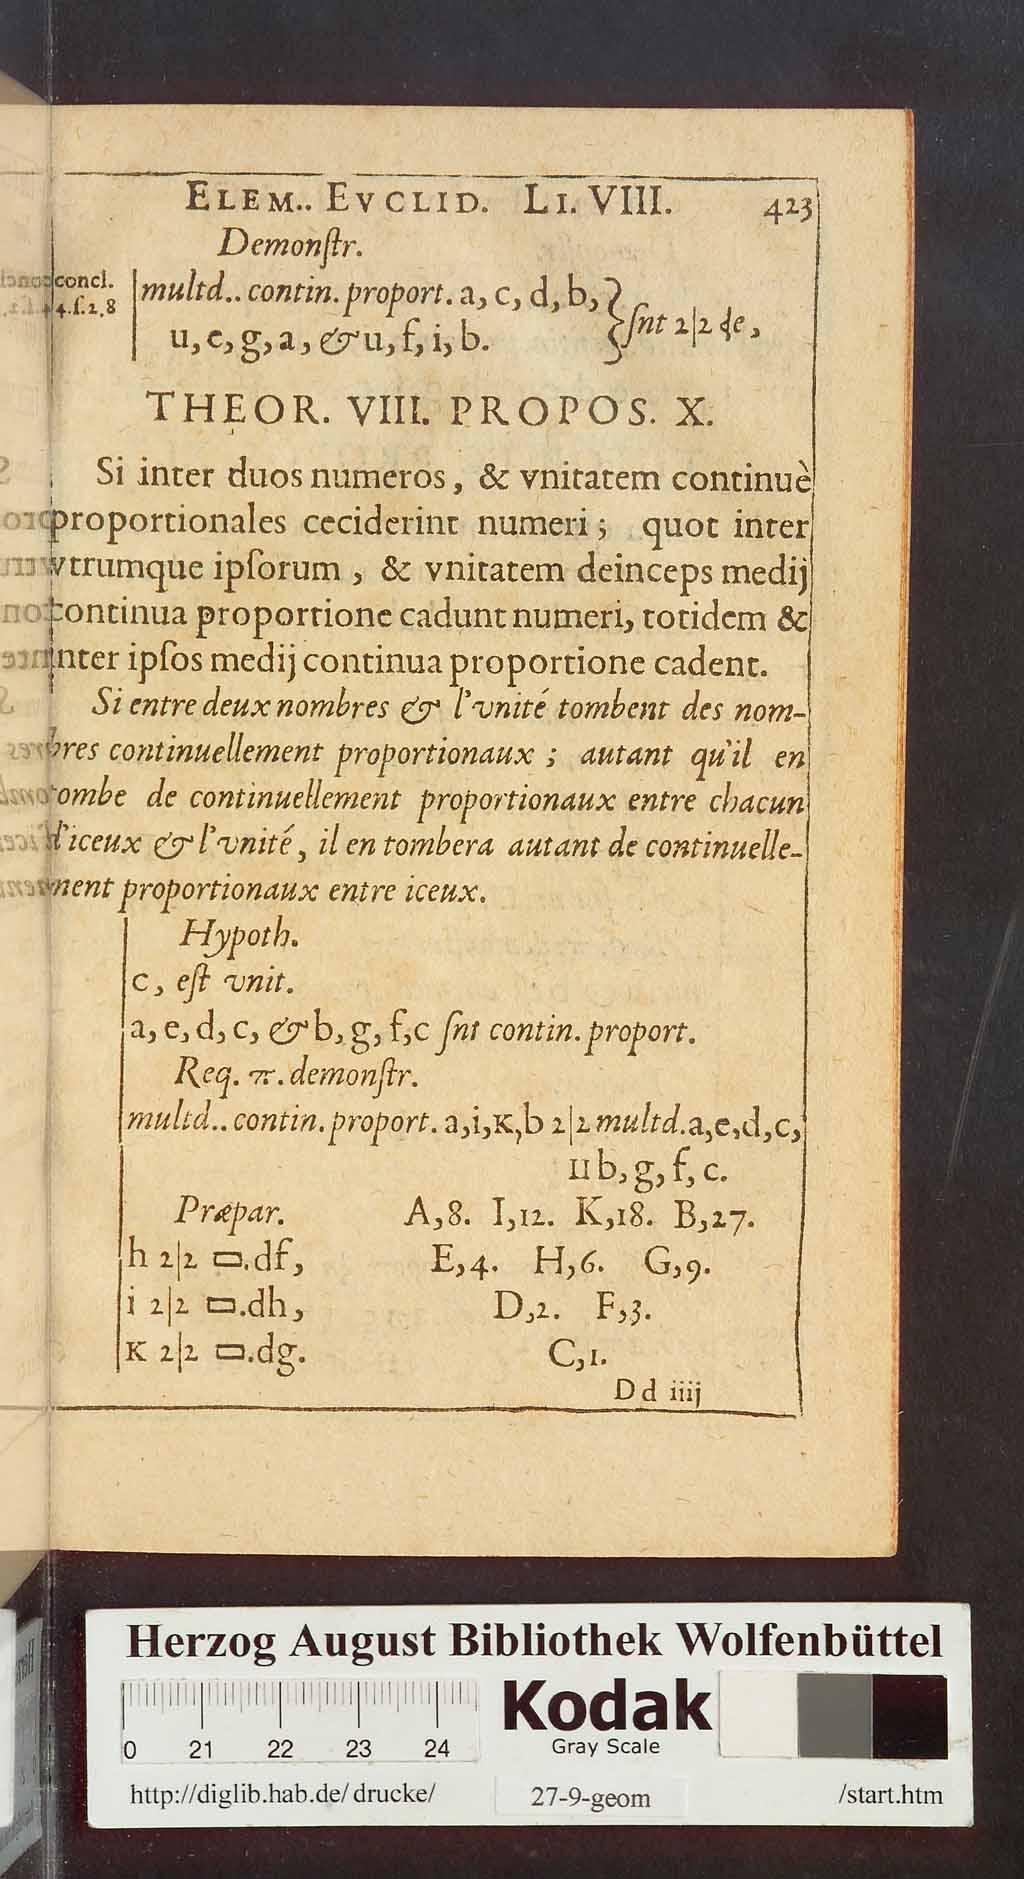 ELEM.. EVCLID. LI. VIII. 423
Demonſtr.
concl. multd.. contin. proport. a, c, d, b,
4.ſ.2.8 u, e, g, a, & u, f, i, b. } ſnt 2|2 de,
THEOR. VIII. PROPOS. X.
Si inter duos numeros, & vnitatem continuè
proportionales ceciderint numeri; quot inter
vtrumque ipſorum, & vnitatem deinceps medij
continua proportione cadunt numeri, totidem &
inter ipſos medij continua proportione cadent.
Si entre deux nombres & l'vnité tombent des nom-
bres continuellement proportionaux ; autant qu'il en
tombe de continuellement proportionaux entre chacun
d'iceux & l'vnité, il en tombera autant de continuelle-
ment proportionaux entre iceux.
Hypoth.
c, eſt vnit.
a, e, d, c, & b, g, f, c ſnt contin. proport.
Req. π. demonſtr.
multd.. contin. proport. a, i, K, b 2|2 multd. a, e, d, c,
II b, g, f, c.
Præpar. A,8. I,12. K,18. B,27.
h 2|2 ▭.df, E,4. H,6. G,9.
i 2|2 ▭.dh, D,2. F,3.
K 2|2 ▭.dg. C,1.
Dd iiij
Herzog August Bibliothek Wolfenbüttel
Kodak
Gray Scale
0 21 22 23 24
http://diglib.hab.de/drucke/ 27-9-geom /start.htm